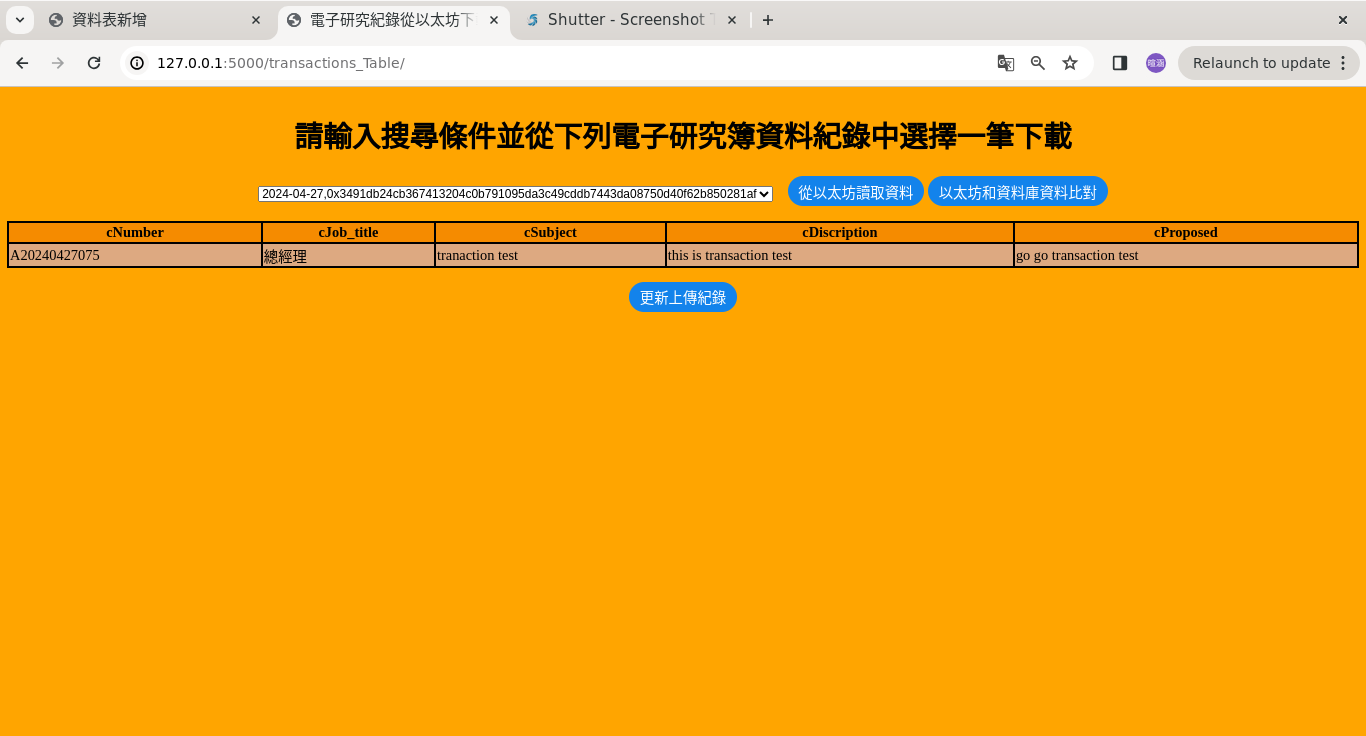 資料表新增
電子研究紀錄從以太坊下
Shutter - Screenshot
127.0.0.1:5000/transactions_Table/
喧涵
Relaunch to update
請輸入搜尋條件並從下列電子研究簿資料紀錄中選擇一筆下載
2024-04-27,0x3491db24cb367413204c0b791095da3c49cddb7443da08750d40f62b850281af
從以太坊讀取資料
以太坊和資料庫資料比對
cNumber cJob_title cSubject cDiscription cProposed
A20240427075 總經理 tranaction test this is transaction test go go transaction test
更新上傳紀錄